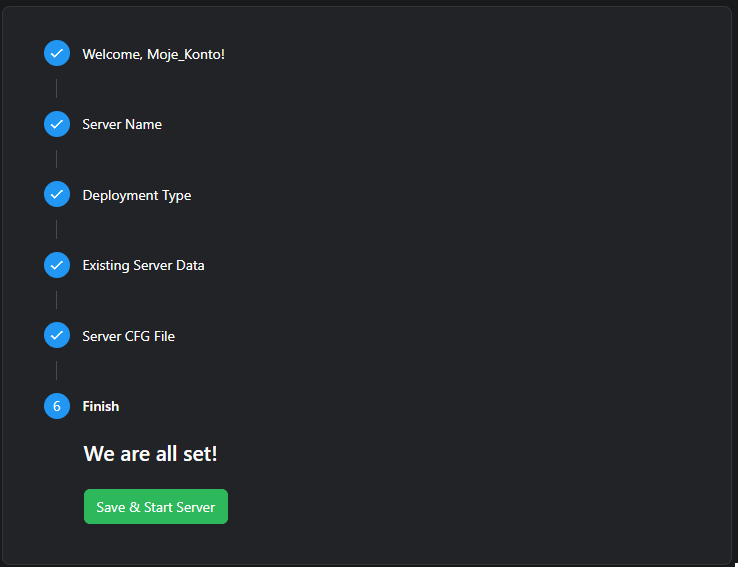 Welcome, Moje_Konto!
Server Name
Deployment Type
Existing Server Data
Server CFG File
6 Finish
We are all set!
Save & Start Server